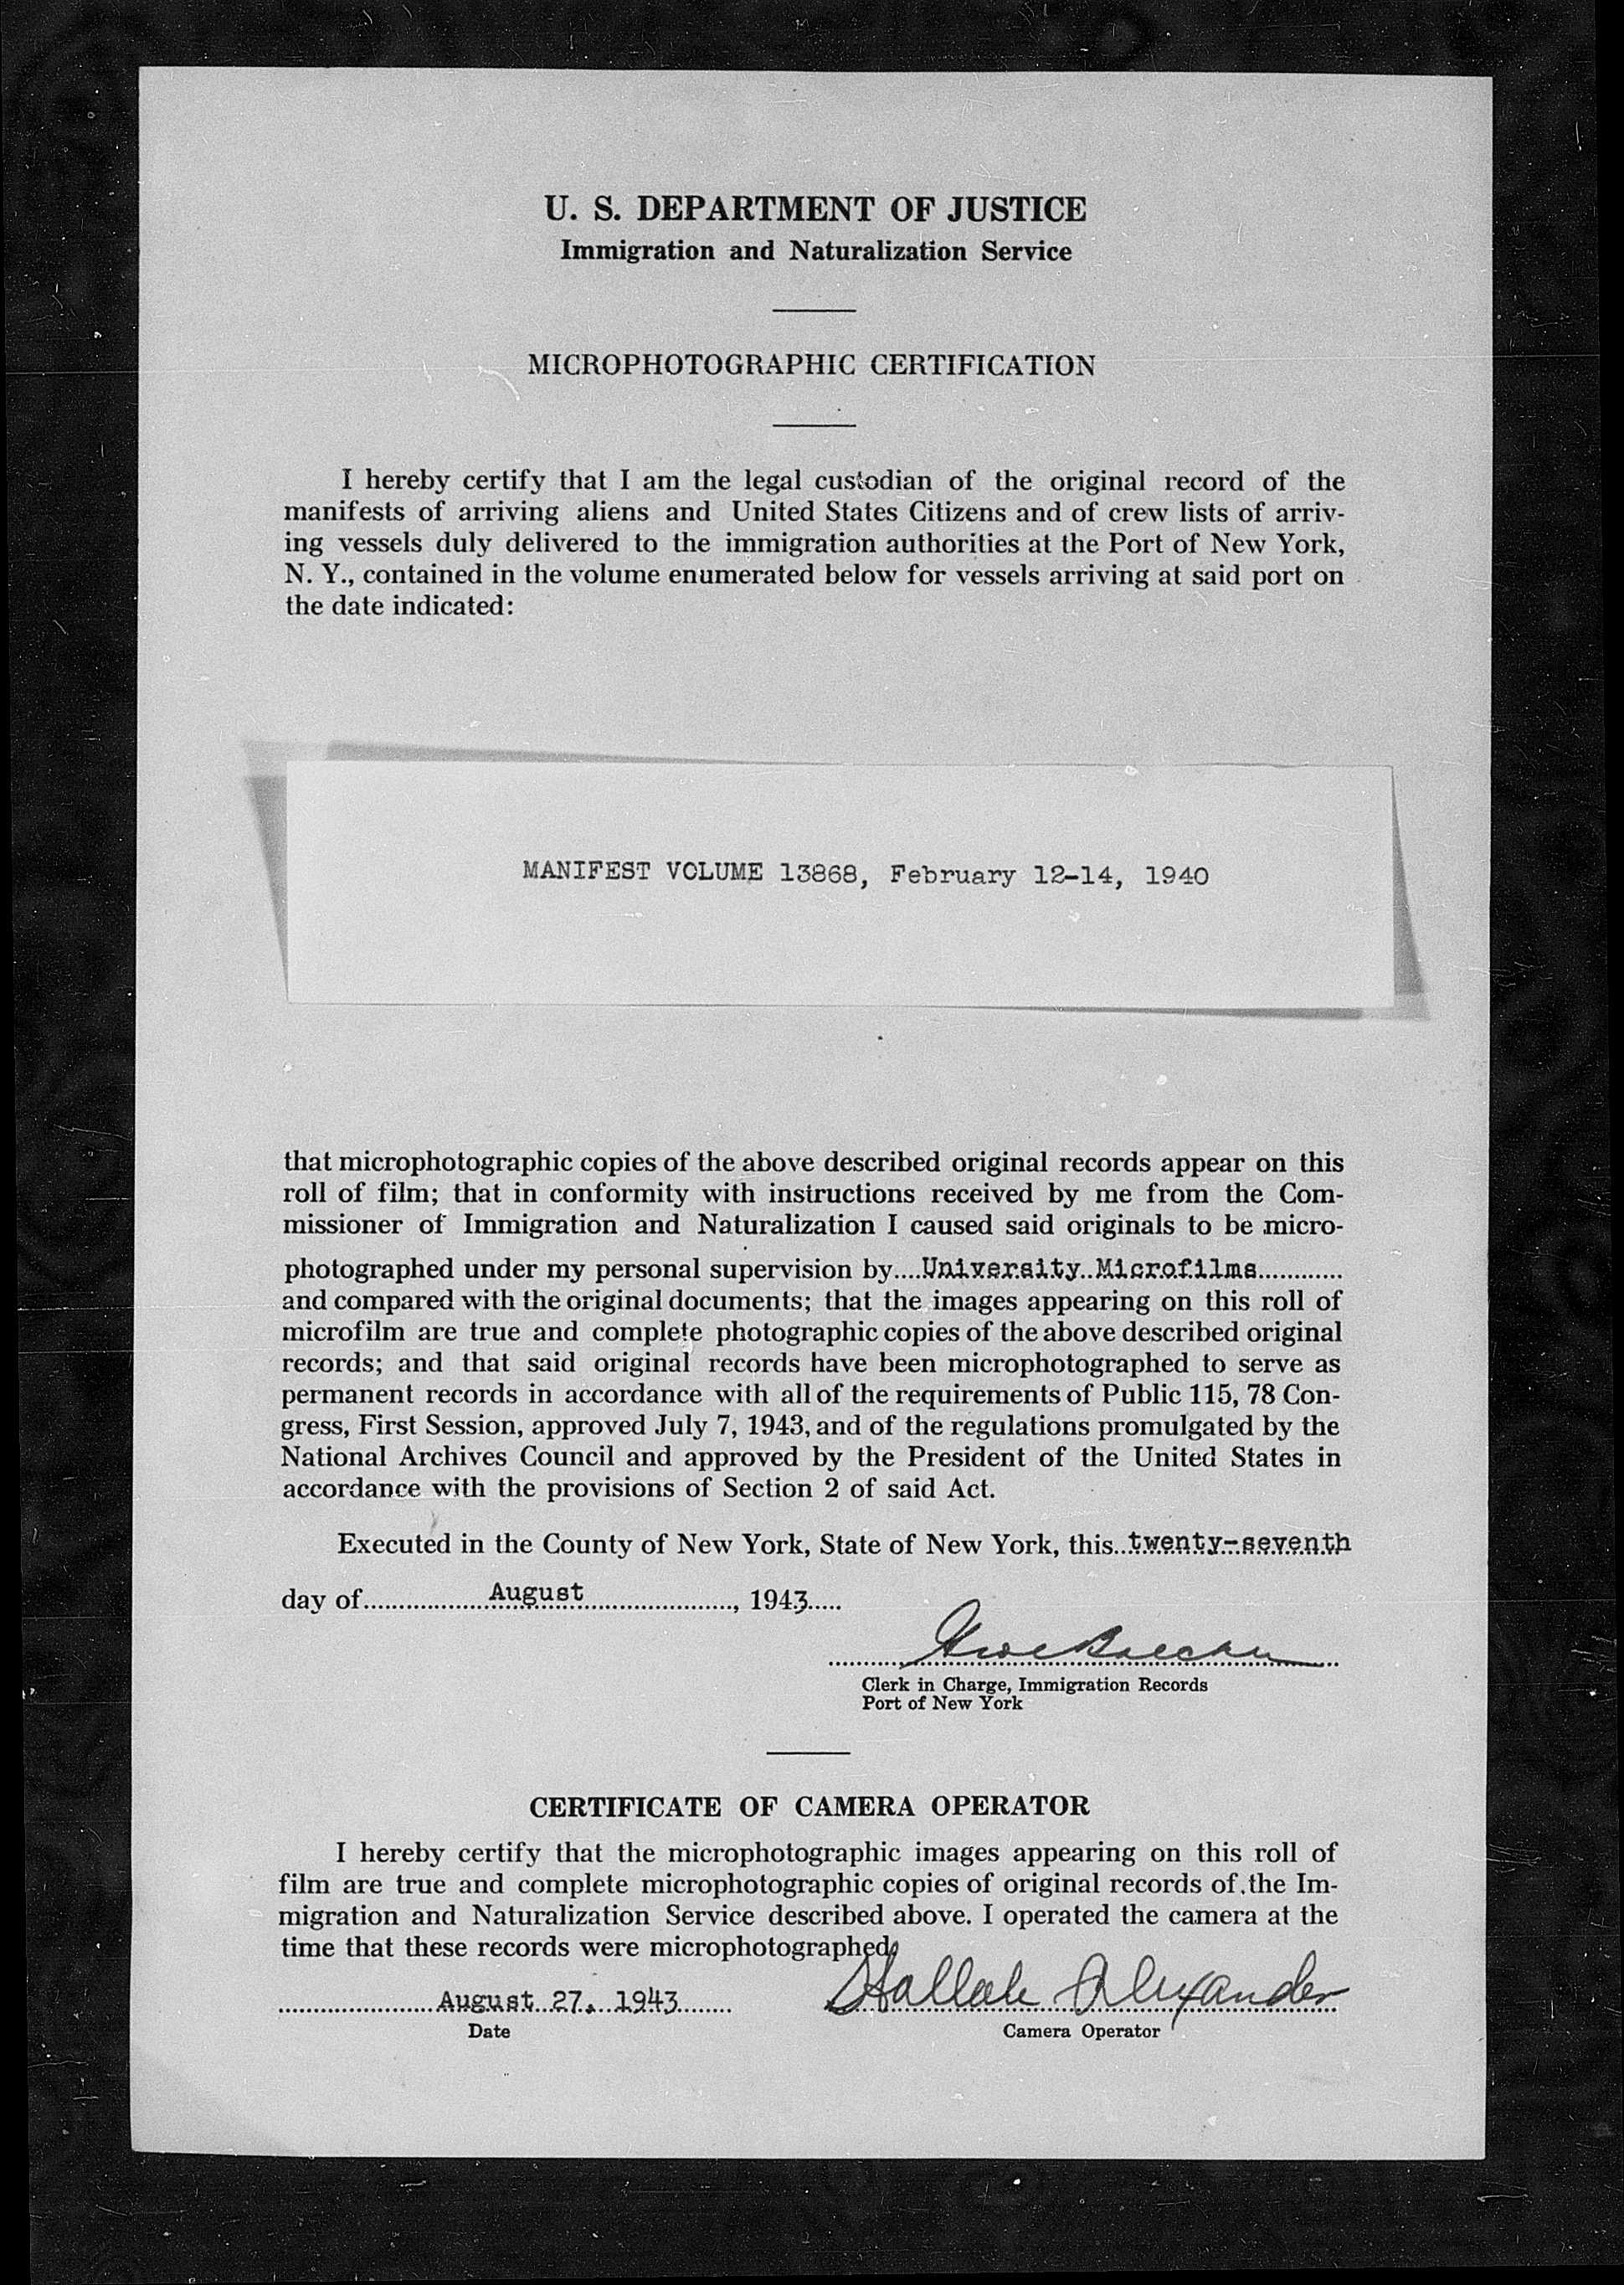 U. S. DEPARTMENT OF JUSTICE
Immigration and Naturalization Service
MICROPHOTOGRAPHIC CERTIFICATION
I hereby certify that I am the legal custodian of the original record of the
manifests of arriving aliens and United States Citizens and of crew lists of arriv-
ing vessels duly delivered to the immigration authorities at the Port of New York,
N. Y., contained in the volume enumerated below for vessels arriving at said port on
the date indicated:
MANIFEST VOLUME 13868, February 12-14, 1940
that microphotographic copies of the above described original records appear on this
roll of film; that in conformity with instructions received by me from the Com-
missioner of Immigration and Naturalization I caused said originals to be micro-
photographed under my personal supervision by....University Microfilms............
and compared with the original documents; that the images appearing on this roll of
microfilm are true and complete photographic copies of the above described original
records; and that said original records have been microphotographed to serve as
permanent records in accordance with all of the requirements of Public 115, 78 Con-
gress, First Session, approved July 7, 1943, and of the regulations promulgated by the
National Archives Council and approved by the President of the United States in
accordance with the provisions of Section 2 of said Act.
Executed in the County of New York, State of New York, this...twenty-seventh
day of..................August......................, 1943.....
Clerk in Charge, Immigration Records
Port of New York
CERTIFICATE OF CAMERA OPERATOR
I hereby certify that the microphotographic images appearing on this roll of
film are true and complete microphotographic copies of original records of the Im-
migration and Naturalization Service described above. I operated the camera at the
time that these records were microphotographed.
August 27, 1943 Alexander
Date Camera Operator